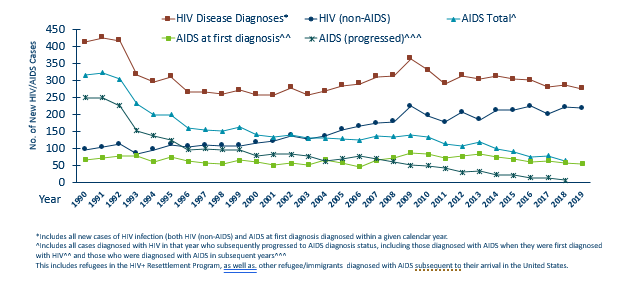 HIV Disease Diagnoses* HIV (non-AIDS) AIDS Total^
AIDS at first diagnosis^^ AIDS (progressed)^^^
No. of New HIV/AIDS Cases
450
400
350
300
250
200
150
100
50
0
Year
1990 1991 1992 1993 1994 1995 1996 1997 1998 1999 2000 2001 2002 2003 2004 2005 2006 2007 2008 2009 2010 2011 2012 2013 2014 2015 2016 2017 2018 2019
*Includes all new cases of HIV infection (both HIV (non-AIDS) and AIDS at first diagnosis diagnosed within a given calendar year.
^Includes all cases diagnosed with HIV in that year who subsequently progressed to AIDS diagnosis status, including those diagnosed with AIDS when they were first diagnosed
with HIV^^ and those who were diagnosed with AIDS in subsequent years^^^
This includes refugees in the HIV+ Resettlement Program, as well as, other refugee/immigrants diagnosed with AIDS subsequent to their arrival in the United States.